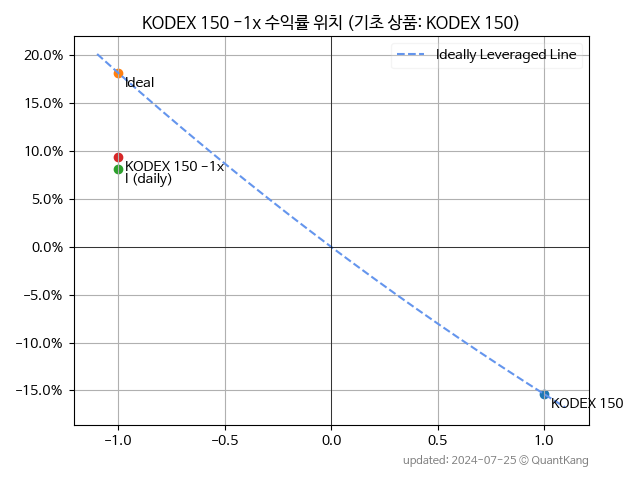 KODEX 150 -1x 수익률 위치 (기초 상품: KODEX 150)
Ideally Leveraged Line
20.0%
Ideal
15.0%
10.0%
KODEX 150 -1x
I (daily)
5.0%
0.0%
-5.0%
-10.0%
-15.0%
KODEX 150
-1.0 -0.5 0.0 0.5 1.0
updated: 2024-07-25 © QuantKang